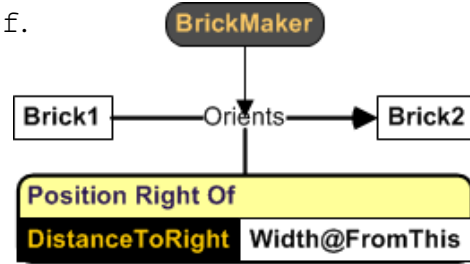 f. BrickMaker
Brick1 Orients Brick2
Position Right Of
DistanceToRight Width@FromThis